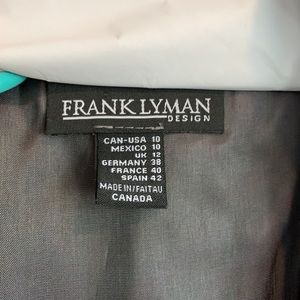 FRANK LYMAN
DESIGN
CAN-USA 10
MEXICO 10
UK 12
GERMANY 38
FRANCE 40
SPAIN 42
MADE IN/FAIT AU
CANADA